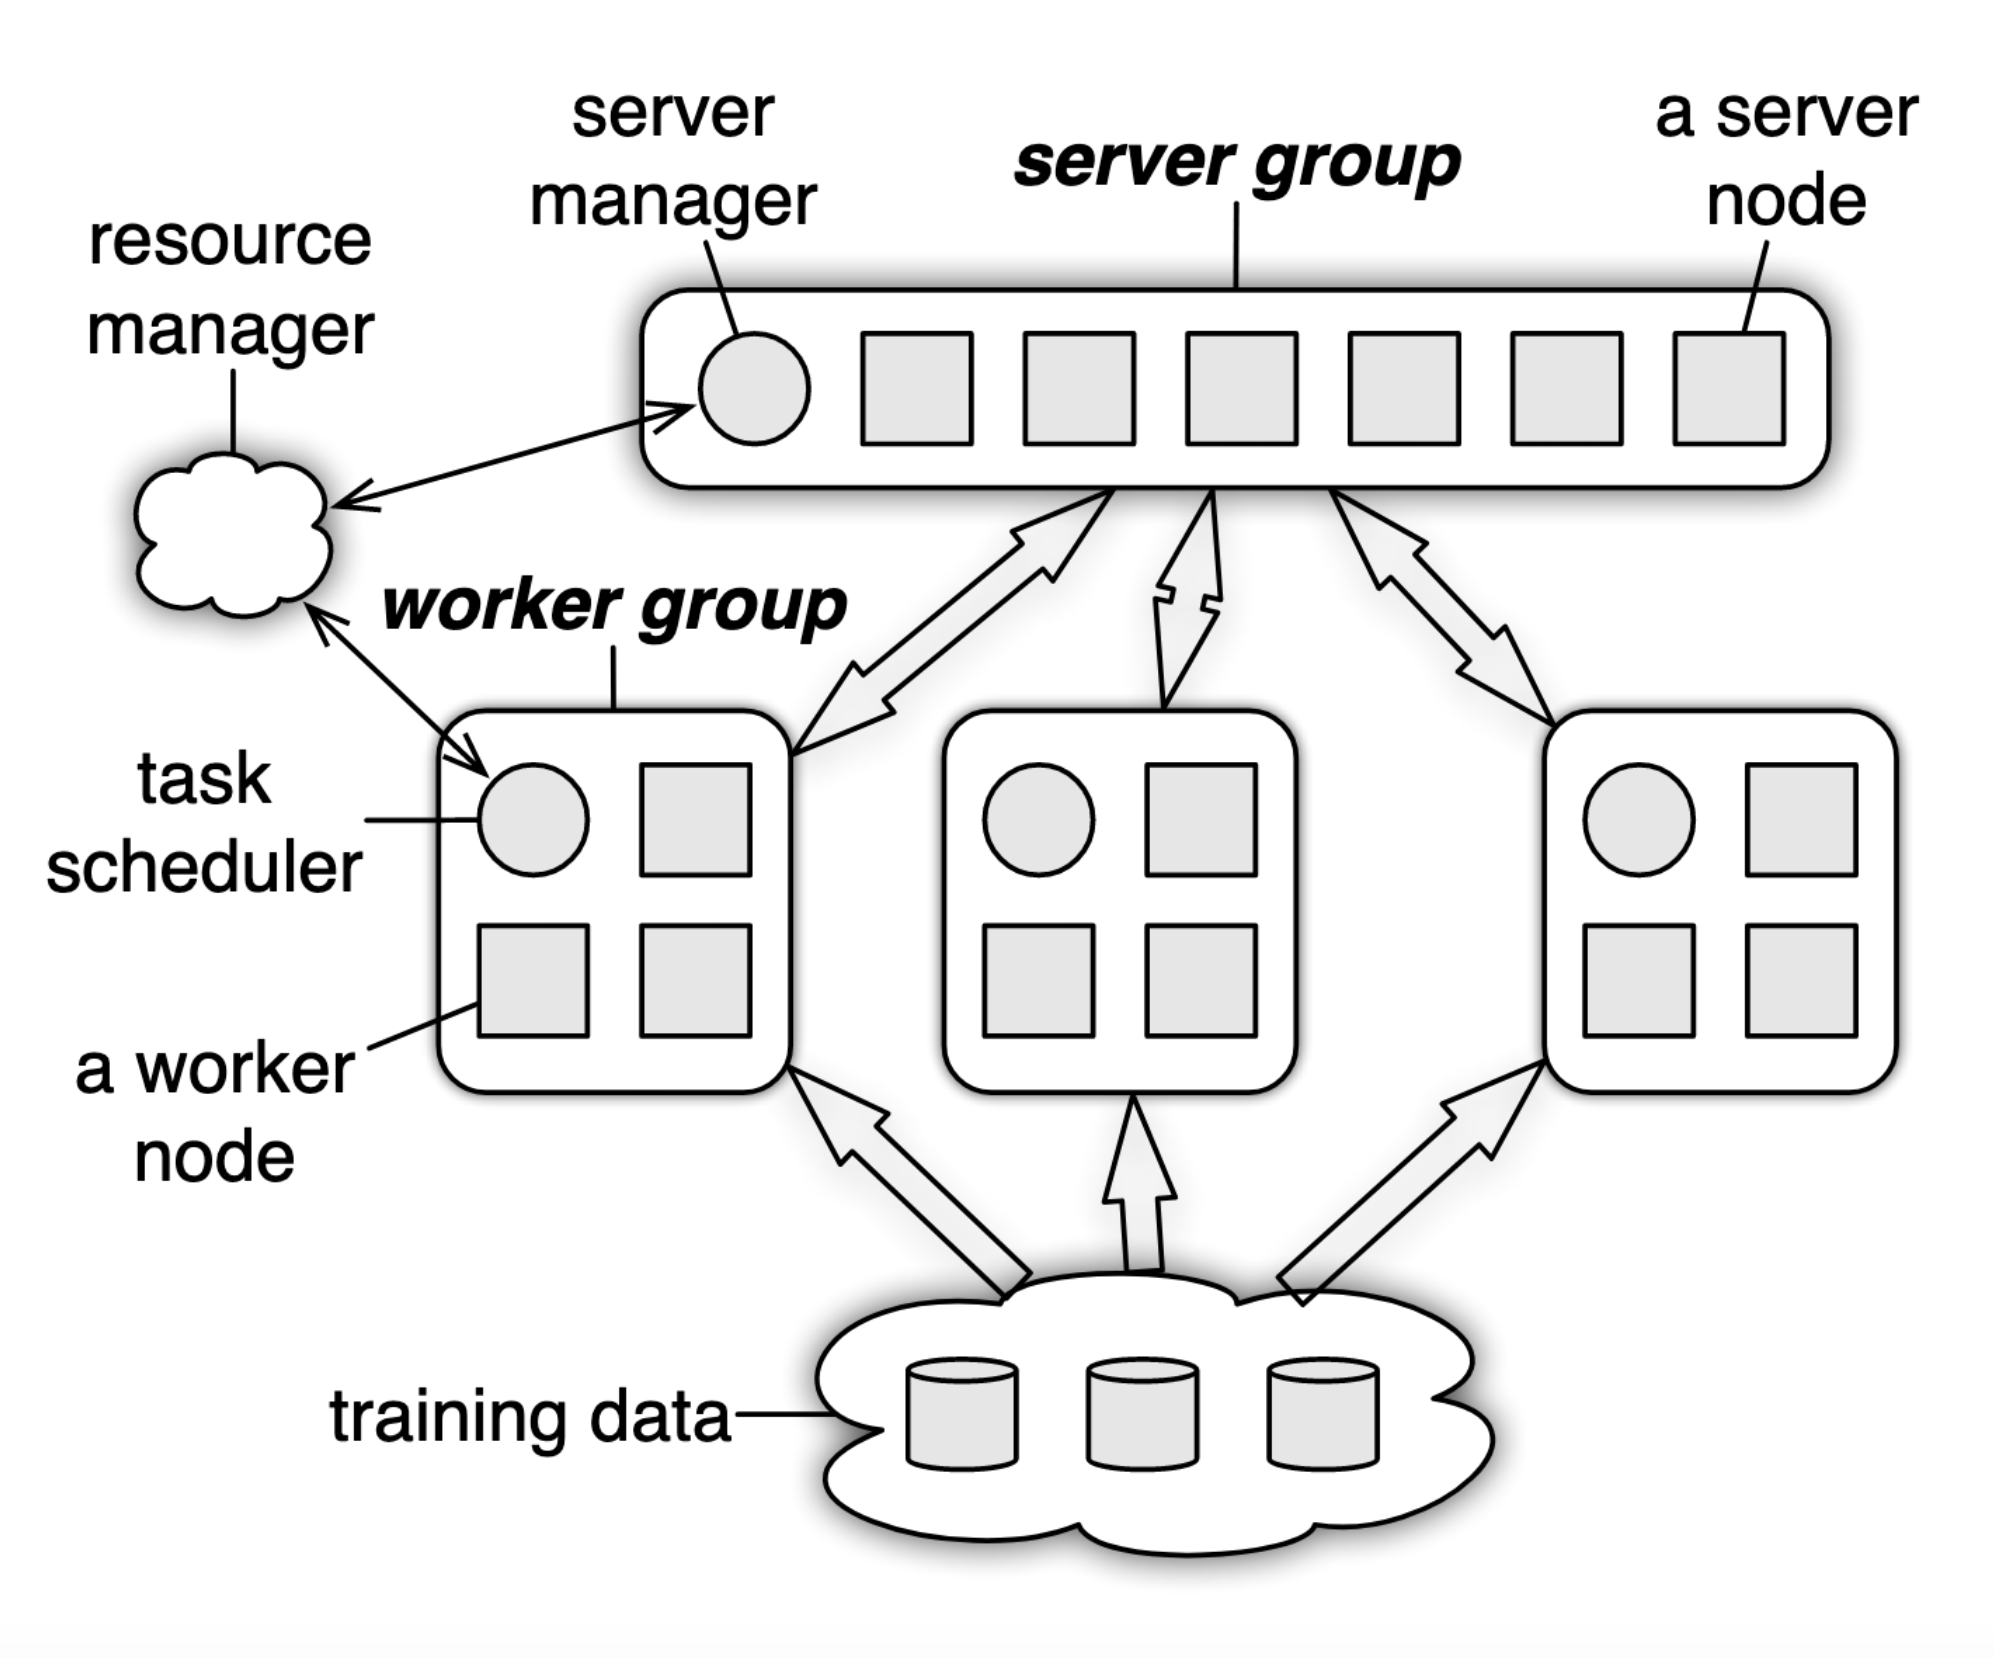 server
manager
server group
a server
node
resource
manager
worker group
task
scheduler
a worker
node
training data